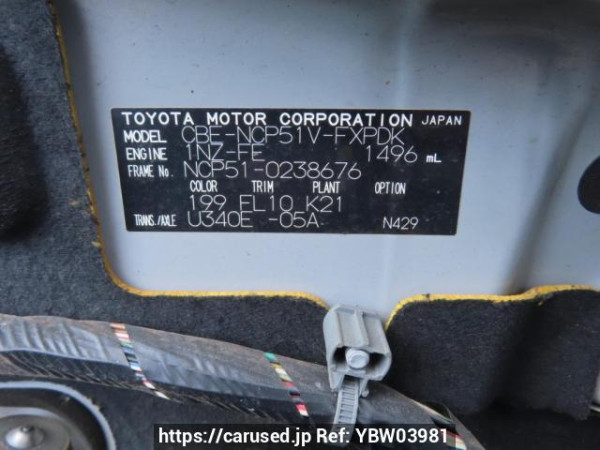 TOYOTA MOTOR CORPORATION JAPAN
MODEL CBE-NCP51V-FXPDK
ENGINE 1NZ-FE 1496 mL
FRAME No. NCP51-0238676
COLOR TRIM PLANT OPTION
199 FL10 K21
TRANS./AXLE U340E -05A N429
https://carused.jp Ref: YBW03981